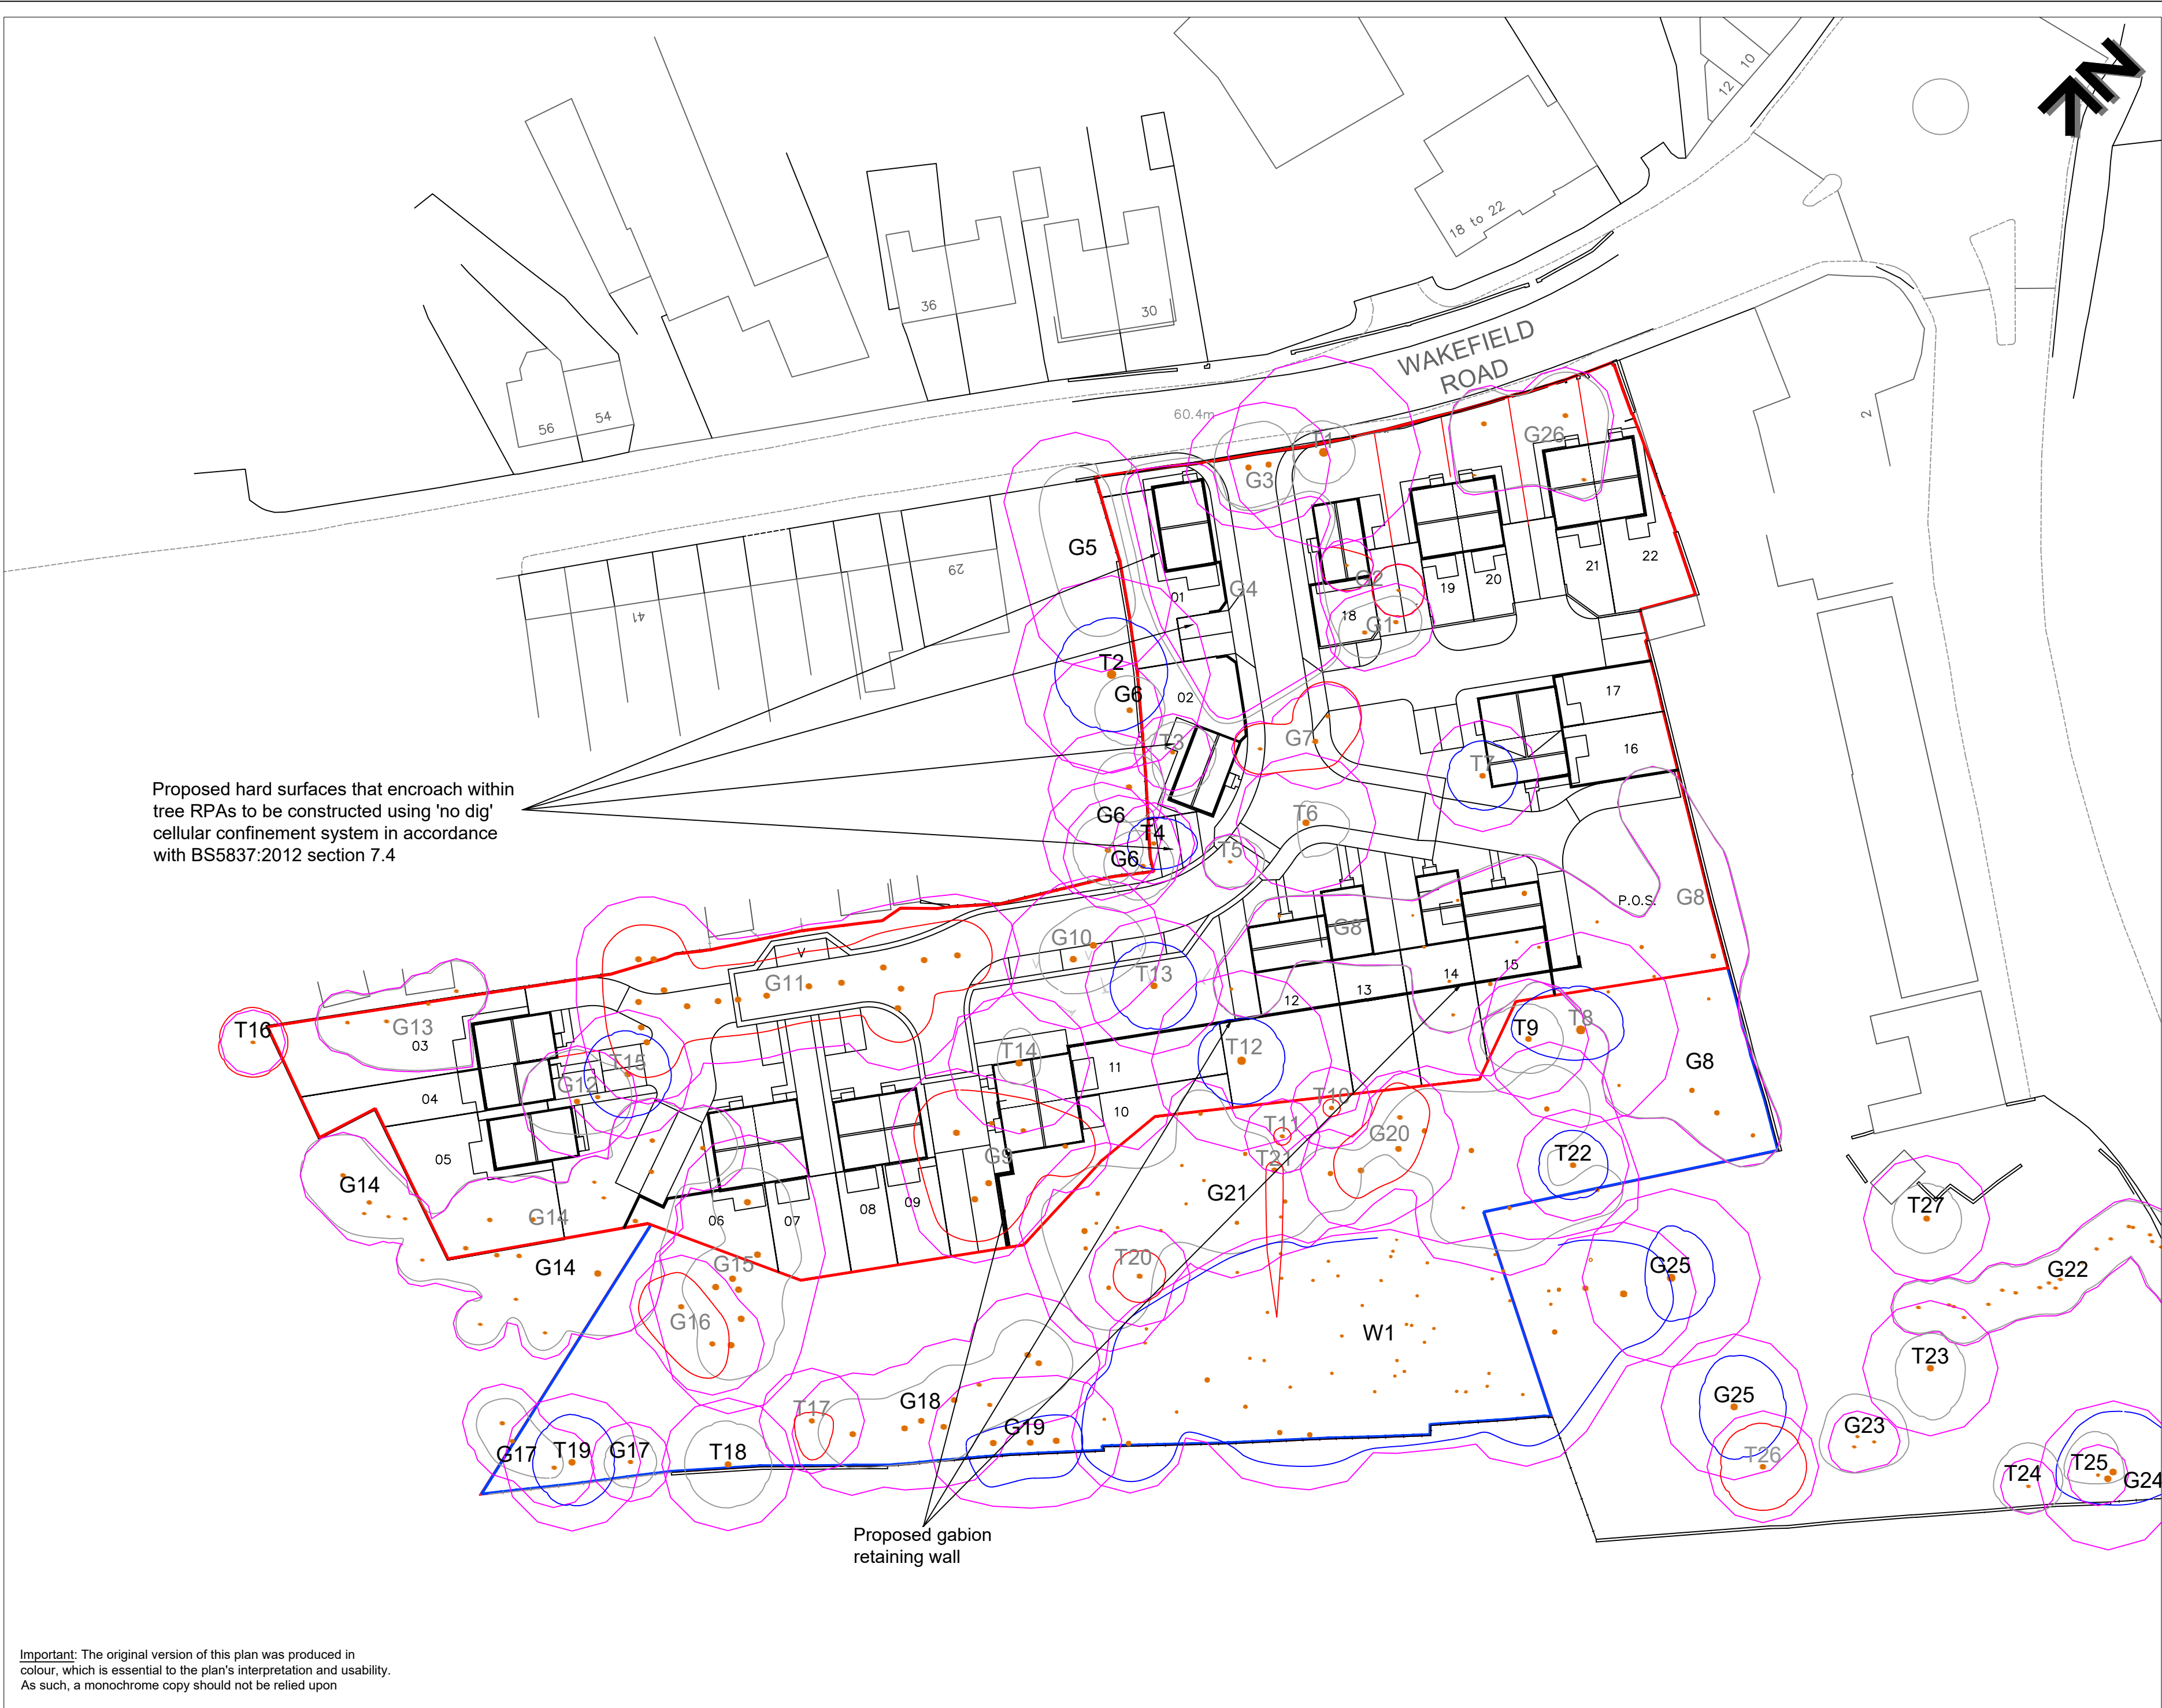 N
10
12
18 to 22
36
30
2
WAKEFIELD
ROAD
56
54
60.4m
T1
G26
G3
G5
29
41
01
G4
G2
19
20
21
22
18
G1
T2
G6
02
17
T3
G7
16
T7
Proposed hard surfaces that encroach within
tree RPAs to be constructed using 'no dig'
cellular confinement system in accordance
with BS5837:2012 section 7.4
G6
T4
T6
G6
T5
P.O.S.
G8
G8
G10
V
G11
T13
14
15
12
13
T16
G13
03
T9
T8
T14
T12
G8
T15
G12
11
04
10
T10
T11
G20
05
G9
T21
T22
G14
G21
G14
06
07
08
09
T27
G14
G15
T20
G25
G22
G16
W1
T23
T17
G18
G25
G19
G23
G17
T19
G17
T18
T26
T24
T25
G24
Proposed gabion
retaining wall
Important: The original version of this plan was produced in
colour, which is essential to the plan's interpretation and usability.
As such, a monochrome copy should not be relied upon